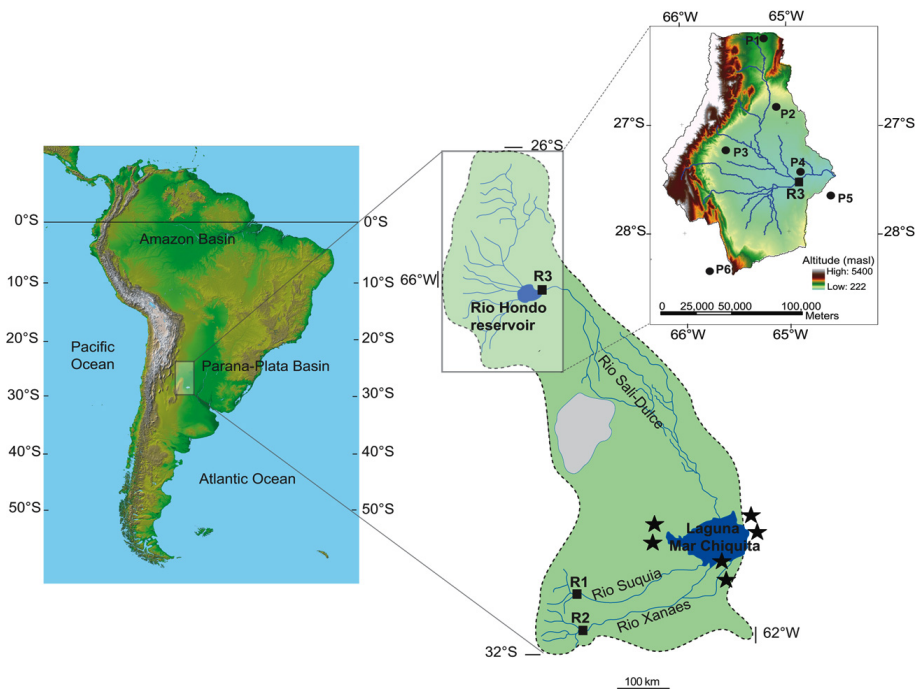 0°S
10°S
20°S
30°S
40°S
50°S
0°S
10°S
20°S
30°S
40°S
50°S
Amazon Basin
Pacific
Ocean
Parana-Plata Basin
Atlantic Ocean
26°S
66°W
R3
Rio Hondo
reservoir
Rio Sali-Dulce
Laguna
Mar Chiquita
R1
Rio Suquia
R2
Rio Xanaes
32°S
62°W
100 km
66°W
65°W
P1
P2
27°S
27°S
P3
P4
R3
P5
28°S
28°S
P6
Altitude (masl)
High: 5400
Low: 222
0 25,000 50,000 100,000
Meters
66°W
65°W